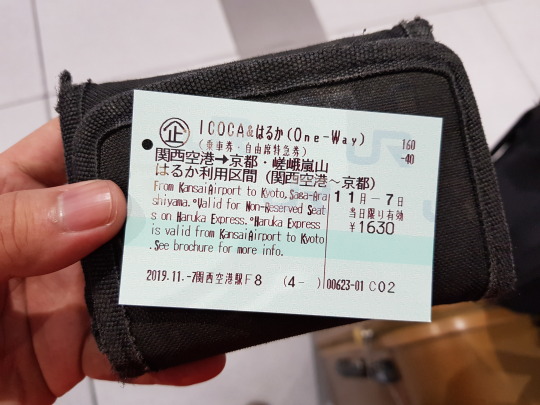 企 ICOCA&はるか(One-Way) 160
(乗車券・自由席特急券) -40
関西空港→京都・嵯峨嵐山
はるか利用区間(関西空港~京都)
From KansaiAirport to Kyoto,Saga-Ara
shiyama.*Valid for Non-Reserved Seat
s on Haruka Express.*Haruka Express
is valid from KansaiAirport to Kyoto
.See brochure for more info.
11月-7日
当日限り有効
¥1630
2019.11.-7関西空港駅F8 (4- ) 00623-01 C02